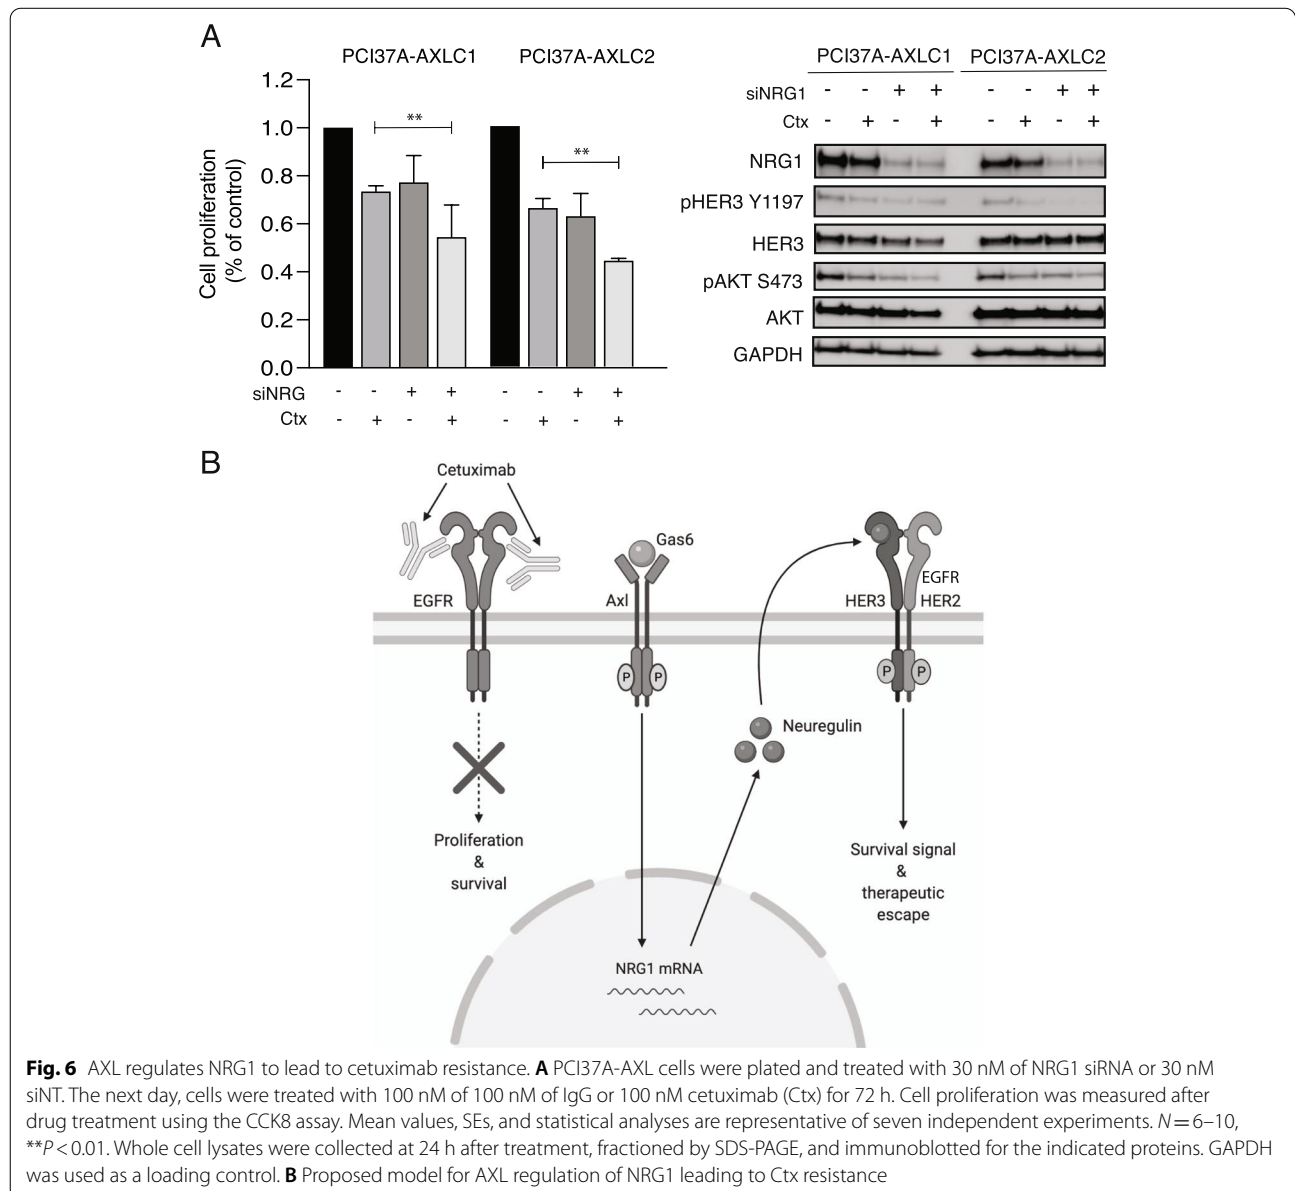 A
PCI37A-AXLC1 PCI37A-AXLC2
Cell proliferation
(% of control)
1.2
1.0
0.8
0.6
0.4
0.2
0.0
** **
siNRG - - + + - - + +
Ctx - + - + - + - +
PCI37A-AXLC1 PCI37A-AXLC2
siNRG1 - - + + - - + +
Ctx - + - + - + - +
NRG1
pHER3 Y1197
HER3
pAKT S473
AKT
GAPDH
B
Cetuximab
Gas6
EGFR
Axl
EGFR
HER3 HER2
P P
P P
Neuregulin
Proliferation
&
survival
Survival signal
&
therapeutic
escape
NRG1 mRNA
Fig. 6 AXL regulates NRG1 to lead to cetuximab resistance. A PCI37A-AXL cells were plated and treated with 30 nM of NRG1 siRNA or 30 nM
siNT. The next day, cells were treated with 100 nM of 100 nM of IgG or 100 nM cetuximab (Ctx) for 72 h. Cell proliferation was measured after
drug treatment using the CCK8 assay. Mean values, SEs, and statistical analyses are representative of seven independent experiments. N = 6–10,
**P < 0.01. Whole cell lysates were collected at 24 h after treatment, fractioned by SDS-PAGE, and immunoblotted for the indicated proteins. GAPDH
was used as a loading control. B Proposed model for AXL regulation of NRG1 leading to Ctx resistance